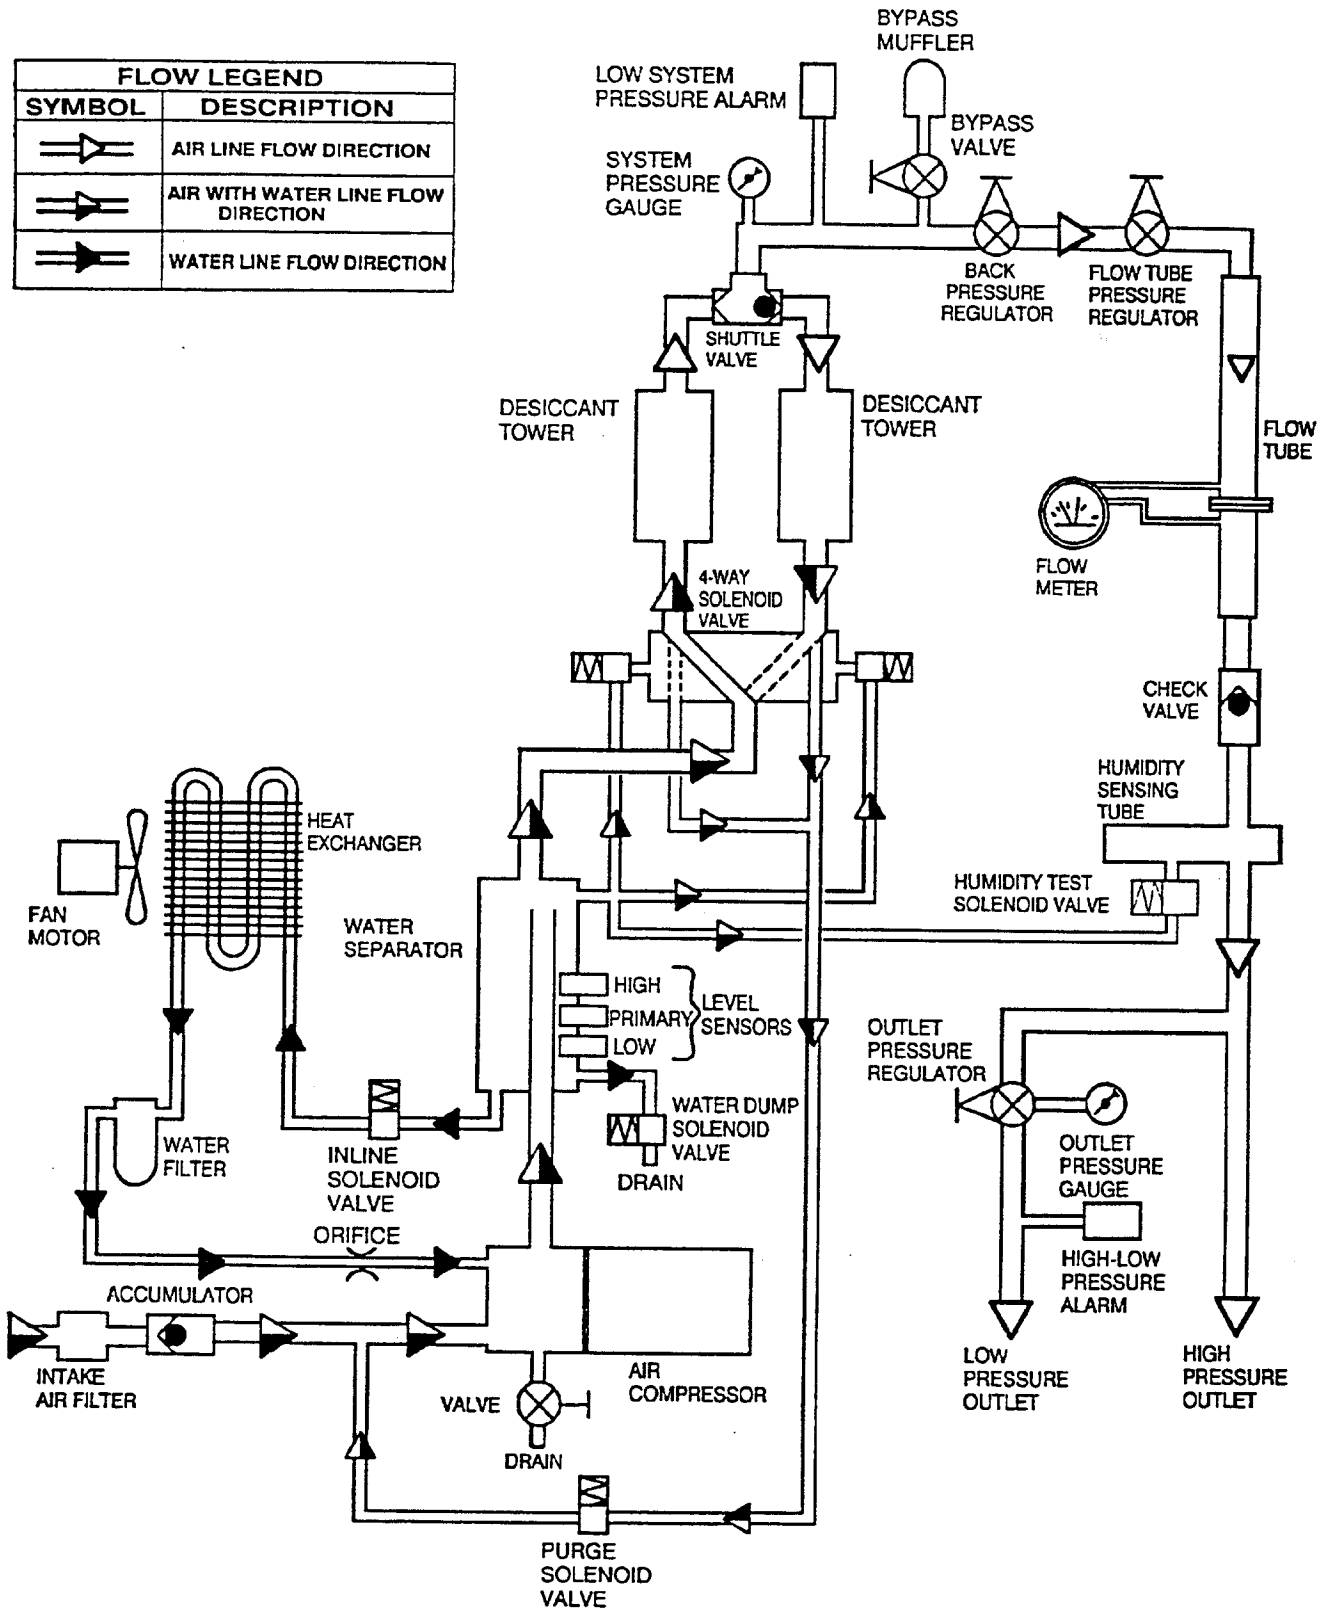 BYPASS
MUFFLER
FLOW LEGEND
SYMBOL DESCRIPTION
AIR LINE FLOW DIRECTION
AIR WITH WATER LINE FLOW
DIRECTION
WATER LINE FLOW DIRECTION
LOW SYSTEM
PRESSURE ALARM
BYPASS
VALVE
SYSTEM
PRESSURE
GAUGE
BACK
PRESSURE
REGULATOR
FLOW TUBE
PRESSURE
REGULATOR
SHUTTLE
VALVE
DESICCANT
TOWER
DESICCANT
TOWER
FLOW
TUBE
FLOW
METER
4-WAY
SOLENOID
VALVE
CHECK
VALVE
HUMIDITY
SENSING
TUBE
HEAT
EXCHANGER
FAN
MOTOR
WATER
SEPARATOR
HUMIDITY TEST
SOLENOID VALVE
HIGH
PRIMARY
LOW
LEVEL
SENSORS
OUTLET
PRESSURE
REGULATOR
WATER DUMP
SOLENOID
VALVE
DRAIN
WATER
FILTER
INLINE
SOLENOID
VALVE
OUTLET
PRESSURE
GAUGE
ORIFICE
HIGH-LOW
PRESSURE
ALARM
ACCUMULATOR
INTAKE
AIR FILTER
AIR
COMPRESSOR
VALVE
DRAIN
LOW
PRESSURE
OUTLET
HIGH
PRESSURE
OUTLET
PURGE
SOLENOID
VALVE